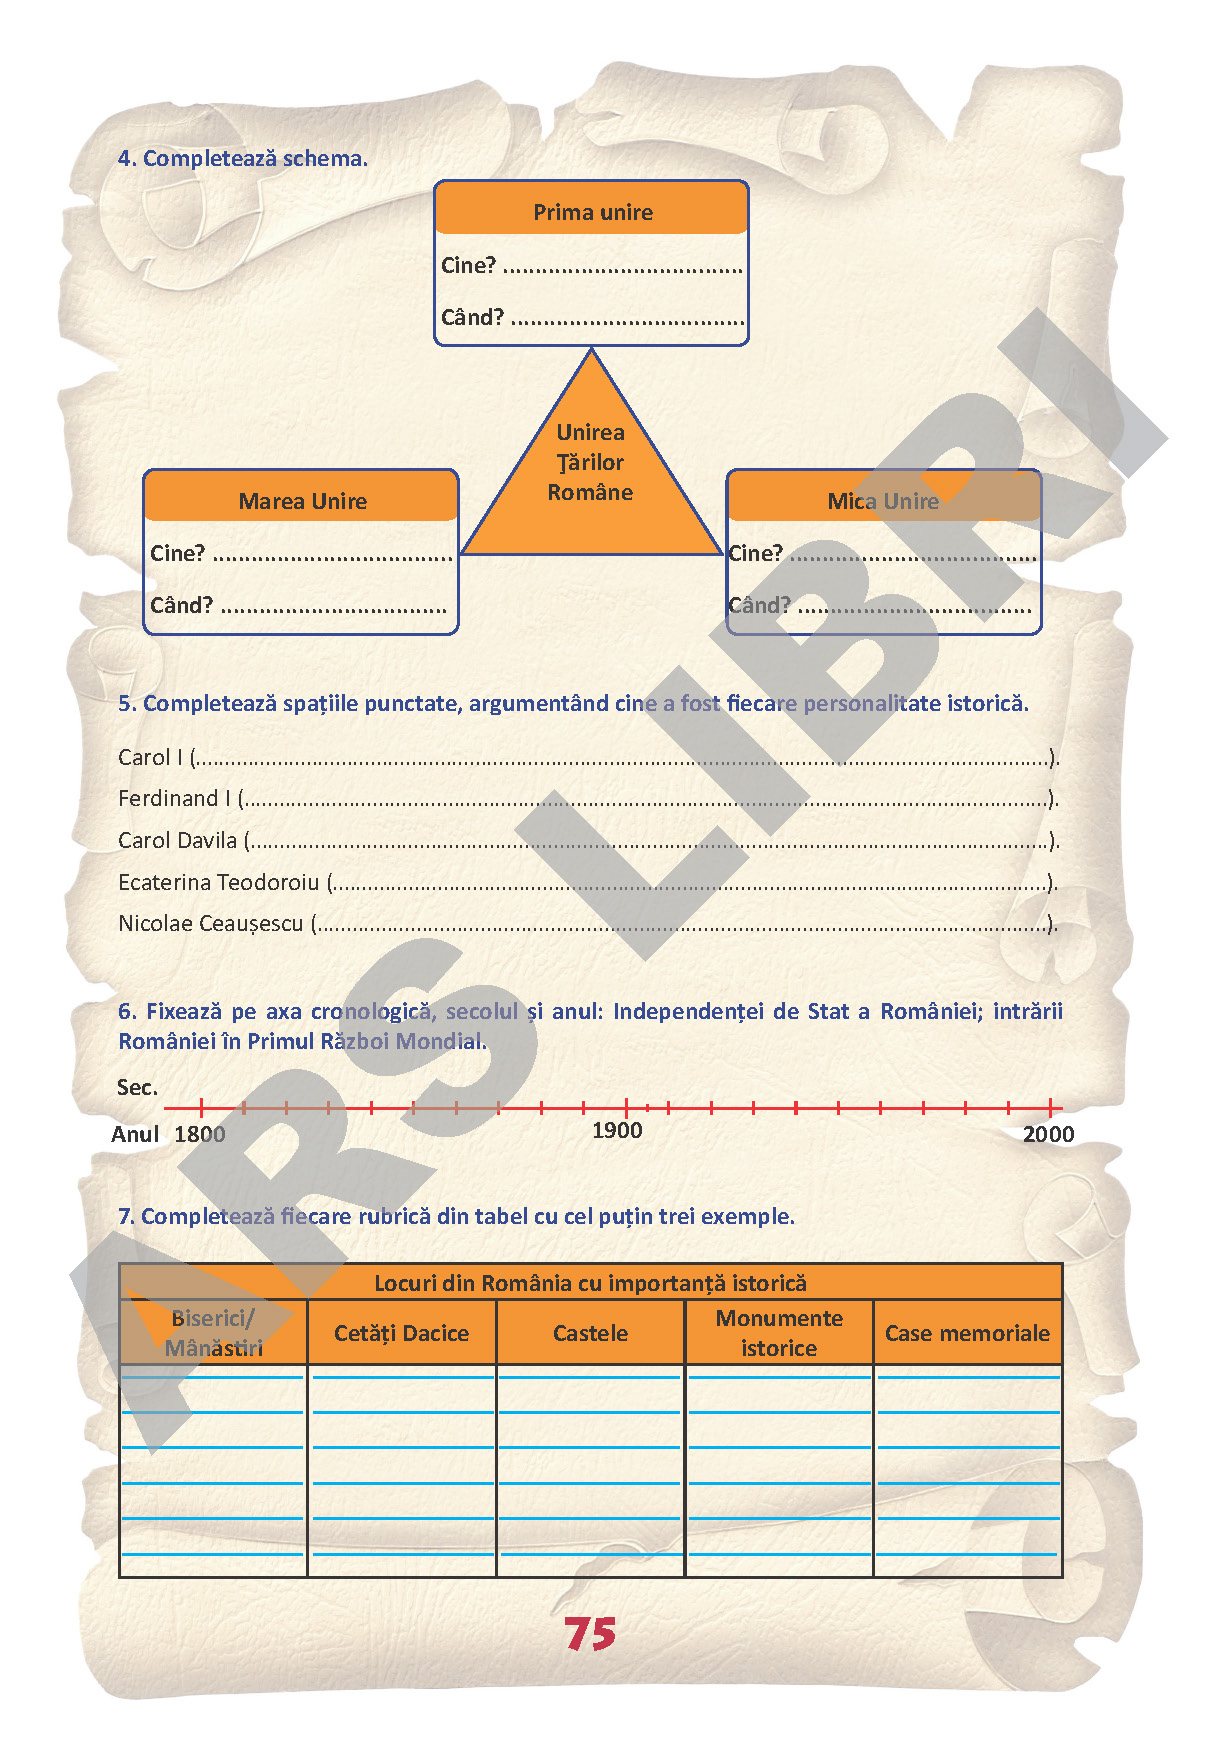 4. Completează schema.
Prima unire
Cine? .....................................
Când? ....................................
Unirea
Ţărilor
Române
Marea Unire
Cine? .....................................
Când? ...................................
Mica Unire
Cine? ......................................
Când? ....................................
5. Completează spațiile punctate, argumentând cine a fost fiecare personalitate istorică.
Carol I (....................................................................................................................................................).
Ferdinand I (...........................................................................................................................................).
Carol Davila (..........................................................................................................................................).
Ecaterina Teodoroiu (............................................................................................................................).
Nicolae Ceaușescu (...............................................................................................................................).
6. Fixează pe axa cronologică, secolul și anul: Independenței de Stat a României; intrării
României în Primul Război Mondial.
Sec.
Anul 1800 1900 2000
7. Completează fiecare rubrică din tabel cu cel puțin trei exemple.
Locuri din România cu importanță istorică
Biserici/
Mânăstiri
Cetăți Dacice
Castele
Monumente
istorice
Case memoriale
75
ARS LIBRI